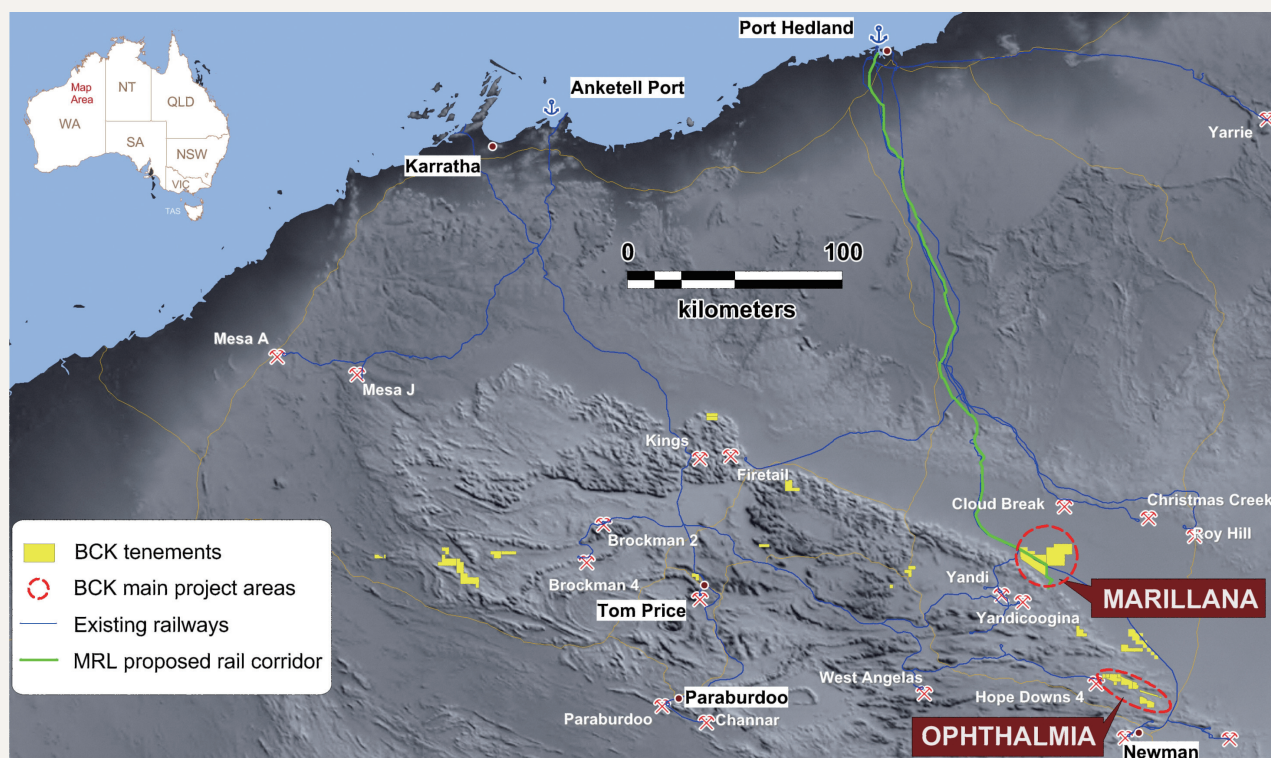 Port Hedland
Anketell Port
Karratha
Yarrie
NT
Map
Area
QLD
WA
SA
NSW
VIC
TAS
0 100
kilometers
Mesa A
Mesa J
Kings
Firetail
Cloud Break
Christmas Creek
Roy Hill
Brockman 2
Brockman 4
Yandi
Yandicoogina
MARILLANA
Tom Price
West Angelas
Hope Downs 4
Paraburdoo
Paraburdoo
Channar
OPHTHALMIA
Newman
BCK tenements
BCK main project areas
Existing railways
MRL proposed rail corridor